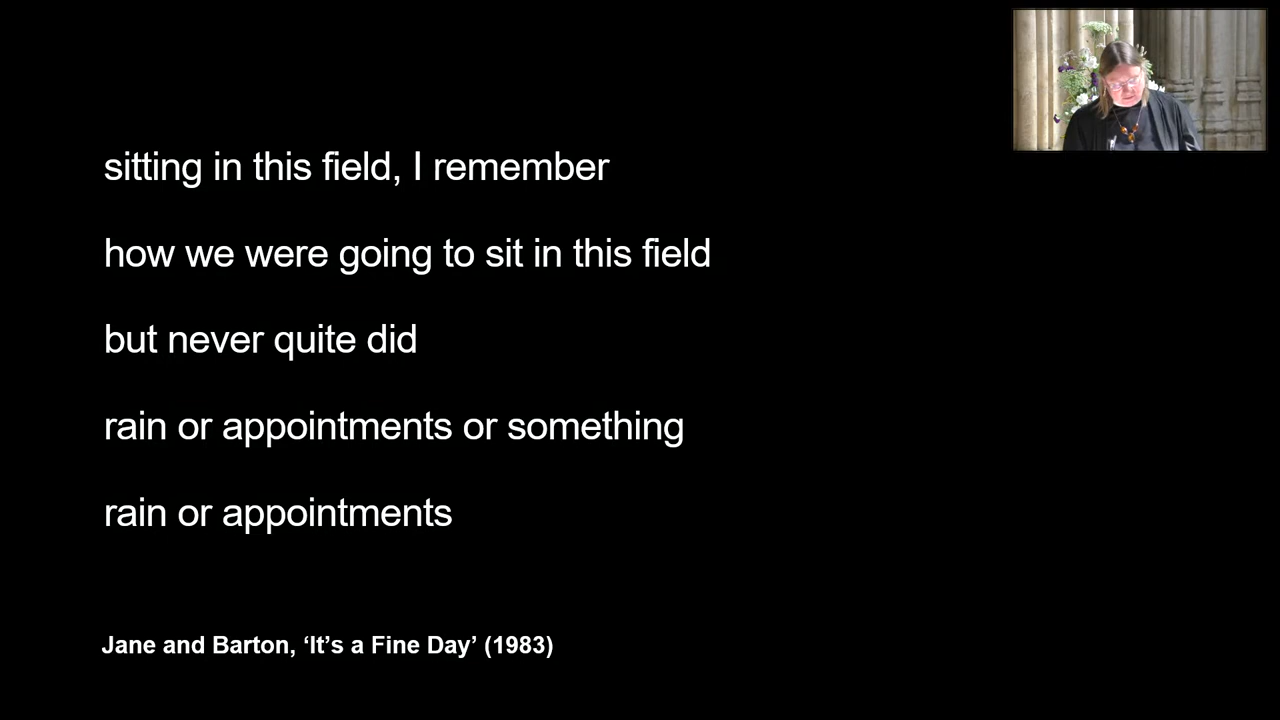 sitting in this field, I remember
how we were going to sit in this field
but never quite did
rain or appointments or something
rain or appointments
Jane and Barton, ‘It’s a Fine Day’ (1983)